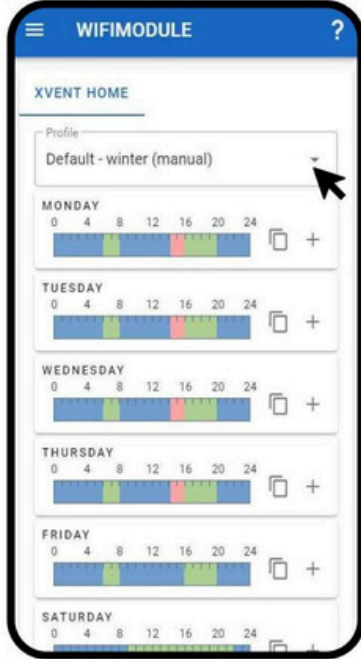 WIFIMODULE ?
XVENT HOME
Profile
Default - winter (manual)
MONDAY
0 4 8 12 16 20 24
TUESDAY
0 4 8 12 16 20 24
WEDNESDAY
0 4 8 12 16 20 24
THURSDAY
0 4 8 12 16 20 24
FRIDAY
0 4 8 12 16 20 24
SATURDAY
0 4 8 12 16 20 24